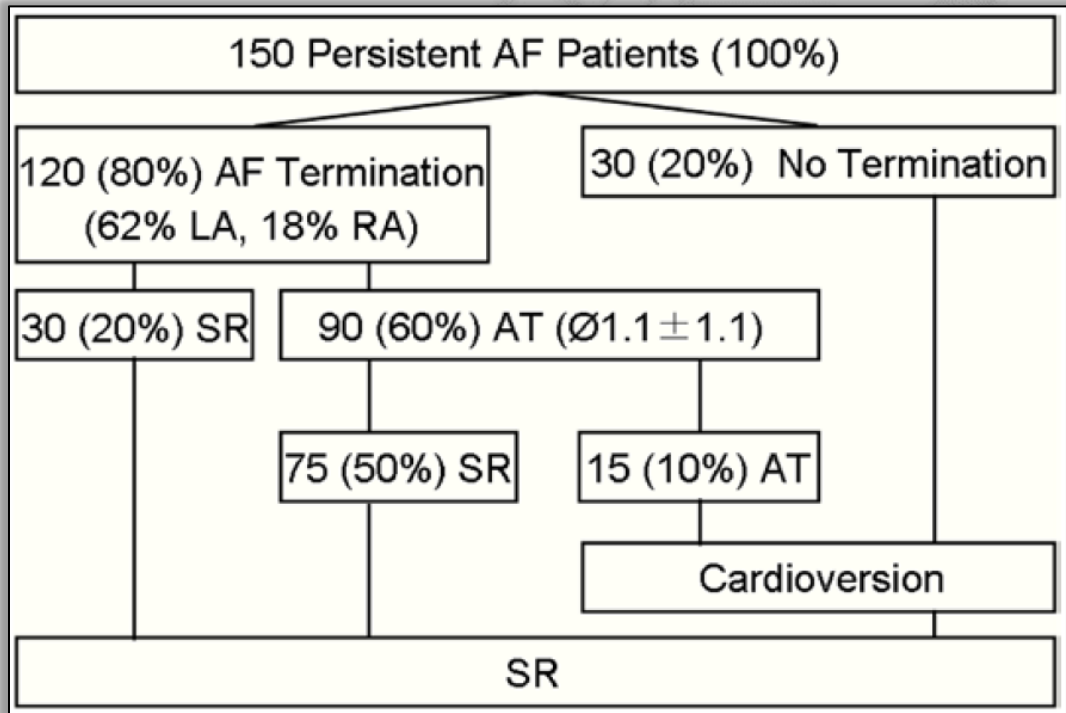 150 Persistent AF Patients (100%)
120 (80%) AF Termination
(62% LA, 18% RA)
30 (20%)  No Termination
30 (20%) SR
90 (60%) AT (Ø1.1±1.1)
75 (50%) SR
15 (10%) AT
Cardioversion
SR